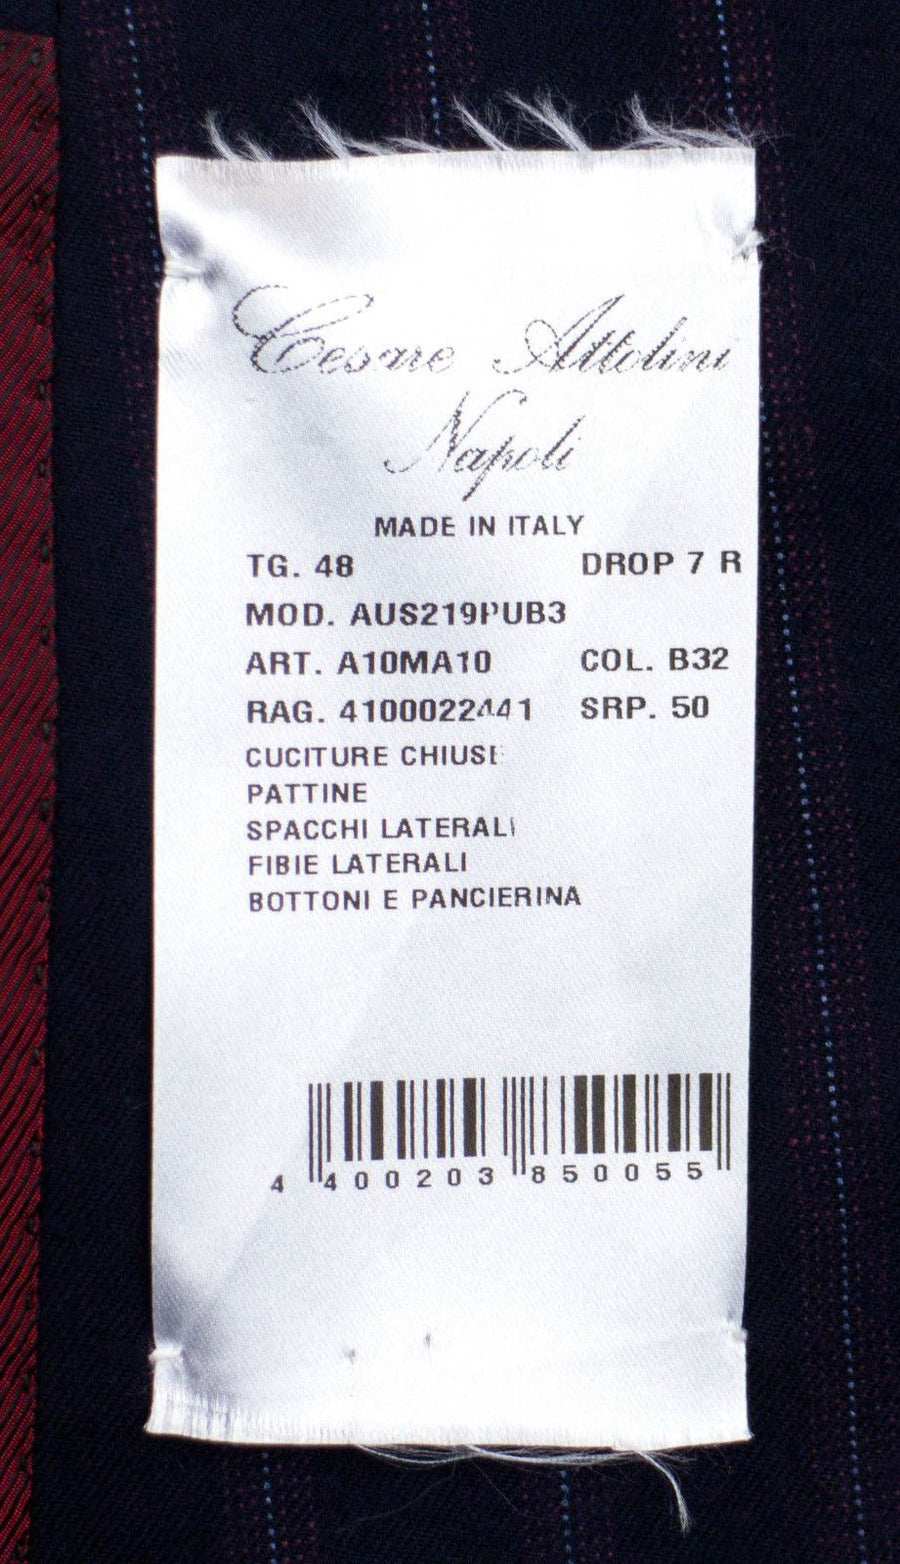 Cesare Attolini
Napoli
MADE IN ITALY
TG. 48 DROP 7 R
MOD. AUS219PUB3
ART. A10MA10 COL. B32
RAG. 4100022441 SRP. 50
CUCITURE CHIUSE
PATTINE
SPACCHI LATERALI
FIBIE LATERALI
BOTTONI E PANCIERINA
4 400203 850055